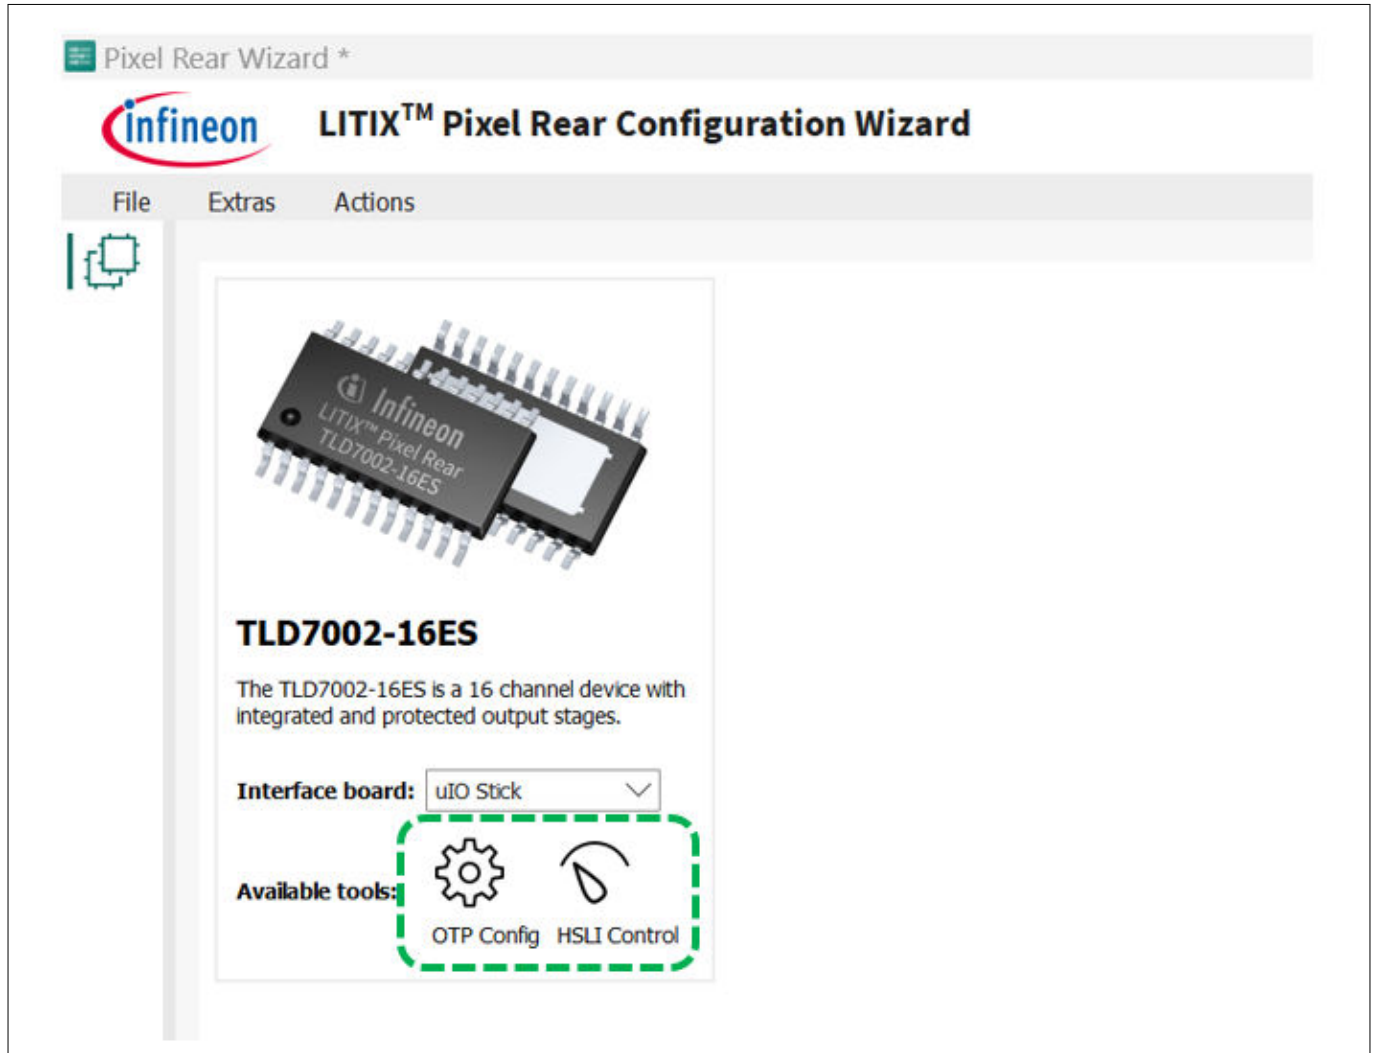 Pixel Rear Wizard *
infineon
LITIX™ Pixel Rear Configuration Wizard
File Extras Actions
Infineon
LITIX™ Pixel Rear
TLD7002-16ES
TLD7002-16ES
The TLD7002-16ES is a 16 channel device with
integrated and protected output stages.
Interface board: uIO Stick
Available tools:
OTP Config HSLI Control